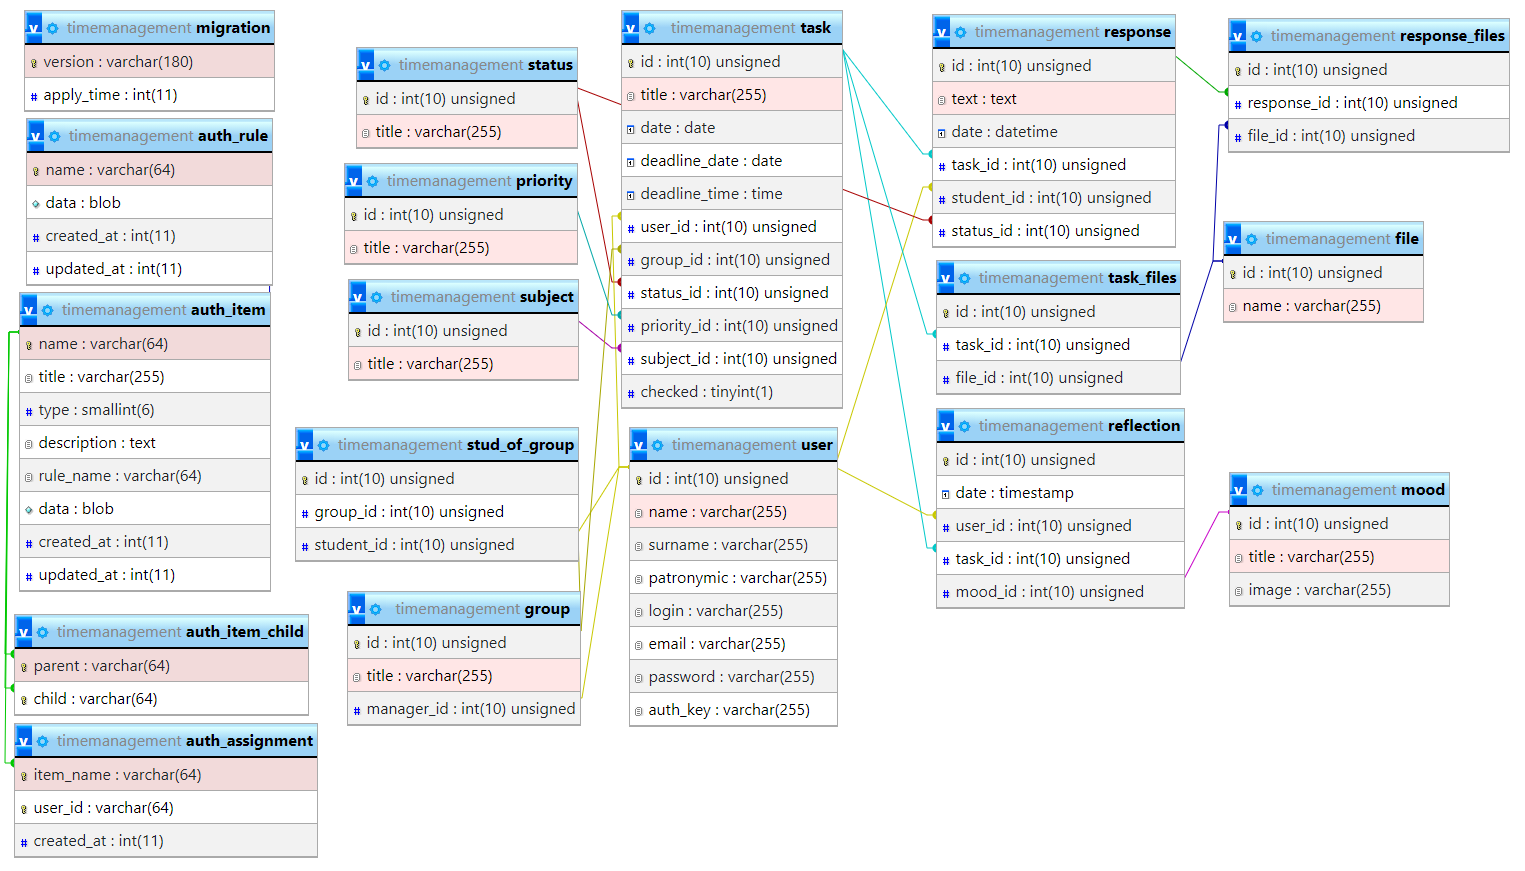 timemanagement migration
version : varchar(180)
apply_time : int(11)
timemanagement auth_rule
name : varchar(64)
data : blob
created_at : int(11)
updated_at : int(11)
timemanagement auth_item
name : varchar(64)
title : varchar(255)
type : smallint(6)
description : text
rule_name : varchar(64)
data : blob
created_at : int(11)
updated_at : int(11)
timemanagement auth_item_child
parent : varchar(64)
child : varchar(64)
timemanagement auth_assignment
item_name : varchar(64)
user_id : varchar(64)
created_at : int(11)
timemanagement status
id : int(10) unsigned
title : varchar(255)
timemanagement priority
id : int(10) unsigned
title : varchar(255)
timemanagement subject
id : int(10) unsigned
title : varchar(255)
timemanagement stud_of_group
id : int(10) unsigned
group_id : int(10) unsigned
student_id : int(10) unsigned
timemanagement group
id : int(10) unsigned
title : varchar(255)
manager_id : int(10) unsigned
timemanagement task
id : int(10) unsigned
title : varchar(255)
date : date
deadline_date : date
deadline_time : time
user_id : int(10) unsigned
group_id : int(10) unsigned
status_id : int(10) unsigned
priority_id : int(10) unsigned
subject_id : int(10) unsigned
checked : tinyint(1)
timemanagement user
id : int(10) unsigned
name : varchar(255)
surname : varchar(255)
patronymic : varchar(255)
login : varchar(255)
email : varchar(255)
password : varchar(255)
auth_key : varchar(255)
timemanagement response
id : int(10) unsigned
text : text
date : datetime
task_id : int(10) unsigned
student_id : int(10) unsigned
status_id : int(10) unsigned
timemanagement task_files
id : int(10) unsigned
task_id : int(10) unsigned
file_id : int(10) unsigned
timemanagement reflection
id : int(10) unsigned
date : timestamp
user_id : int(10) unsigned
task_id : int(10) unsigned
mood_id : int(10) unsigned
timemanagement response_files
id : int(10) unsigned
response_id : int(10) unsigned
file_id : int(10) unsigned
timemanagement file
id : int(10) unsigned
name : varchar(255)
timemanagement mood
id : int(10) unsigned
title : varchar(255)
image : varchar(255)